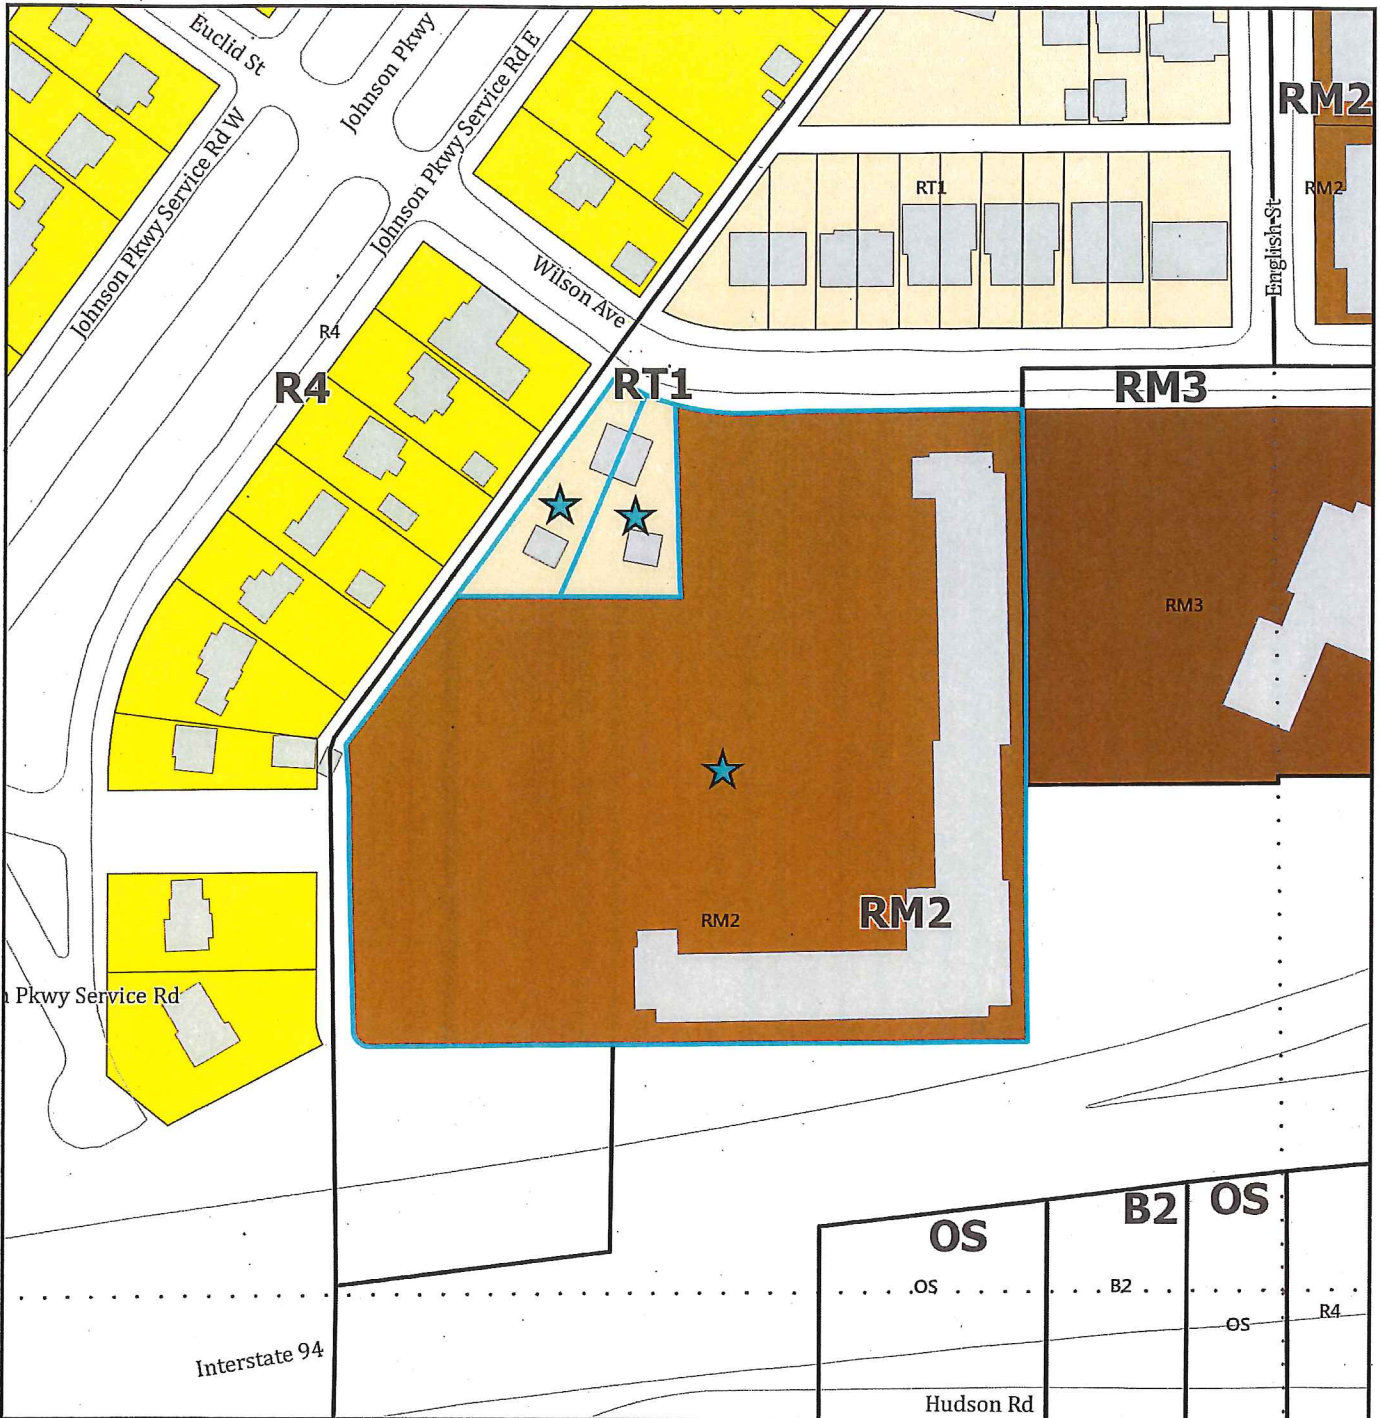 Euclid St
Johnson Pkwy
Johnson Pkwy Service Rd E
Johnson Pkwy Service Rd W
RM2
RT1
RM2
English St
Wilson Ave
R4
R4
RT1
RM3
RM3
RM2
RM2
Pkwy Service Rd
OS
B2
OS
OS
B2
OS
R4
Interstate 94
Hudson Rd